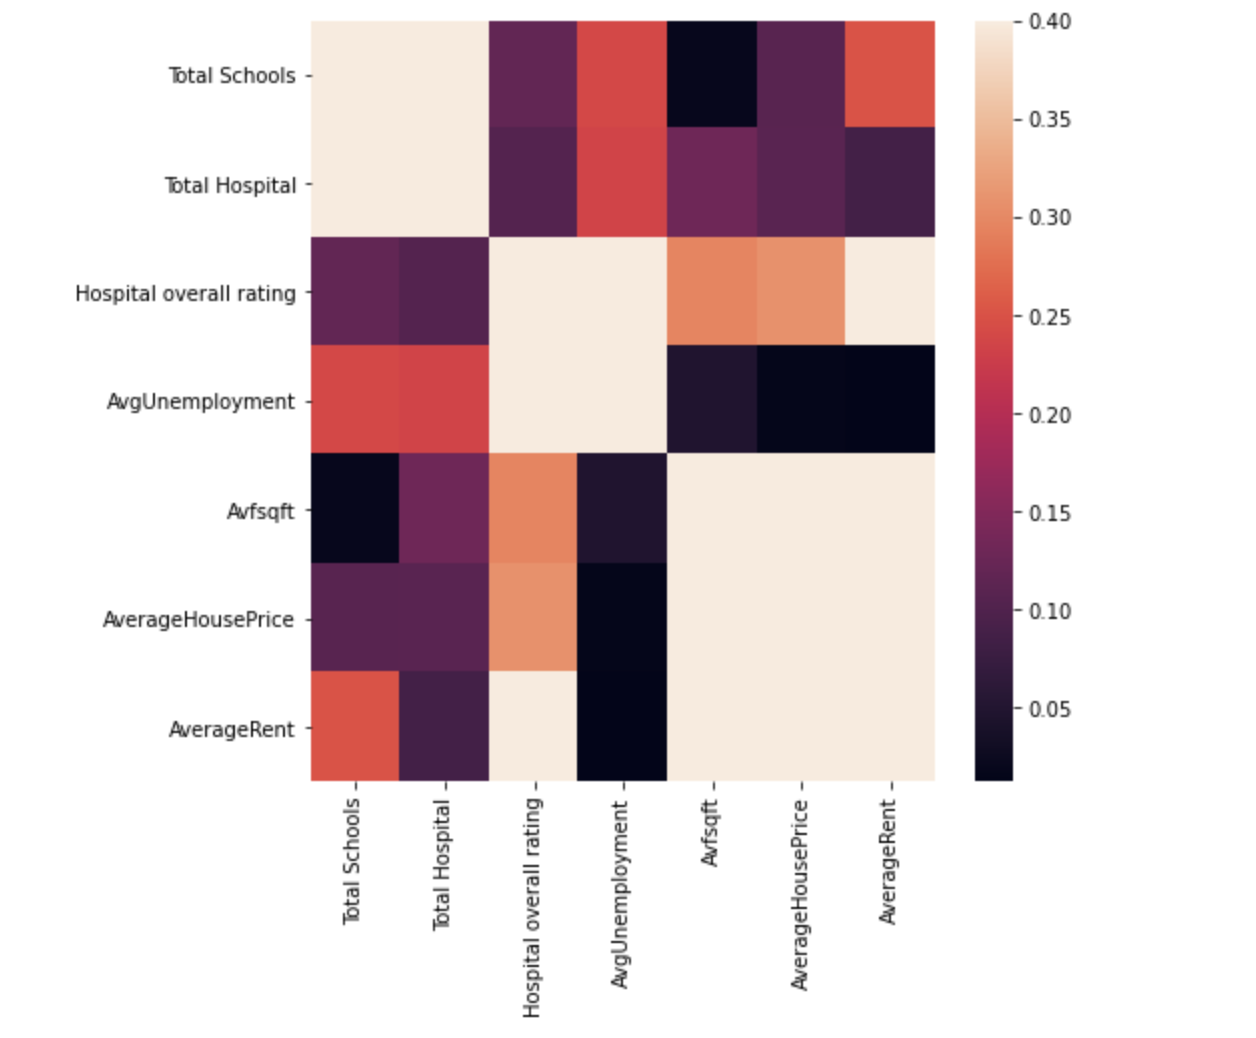 Total Schools
Total Hospital
Hospital overall rating
AvgUnemployment
Avfsqft
AverageHousePrice
AverageRent
Total Schools
Total Hospital
Hospital overall rating
AvgUnemployment
Avfsqft
AverageHousePrice
AverageRent
0.40
0.35
0.30
0.25
0.20
0.15
0.10
0.05